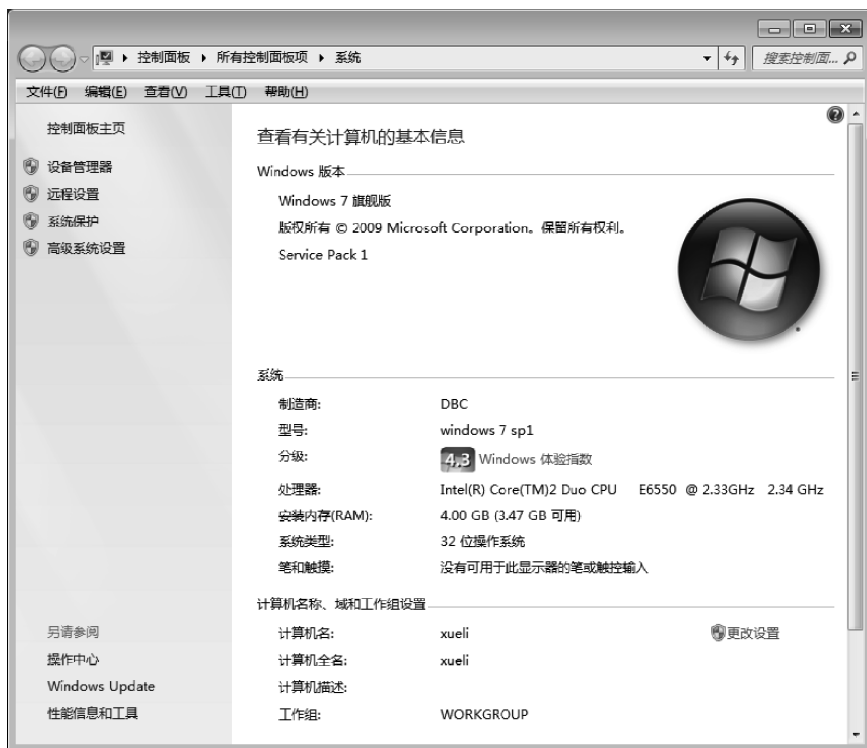 控制面板 ▸ 所有控制面板项 ▸ 系统
搜索控制面...
文件(F) 编辑(E) 查看(V) 工具(T) 帮助(H)
控制面板主页
设备管理器
远程设置
系统保护
高级系统设置
另请参阅
操作中心
Windows Update
性能信息和工具
查看有关计算机的基本信息
Windows 版本
Windows 7 旗舰版
版权所有 © 2009 Microsoft Corporation。保留所有权利。
Service Pack 1
系统
制造商: DBC
型号: windows 7 sp1
分级: 4.3 Windows 体验指数
处理器: Intel(R) Core(TM)2 Duo CPU E6550 @ 2.33GHz 2.34 GHz
安装内存(RAM): 4.00 GB (3.47 GB 可用)
系统类型: 32 位操作系统
笔和触摸: 没有可用于此显示器的笔或触控输入
计算机名称、域和工作组设置
计算机名: xueli 更改设置
计算机全名: xueli
计算机描述:
工作组: WORKGROUP